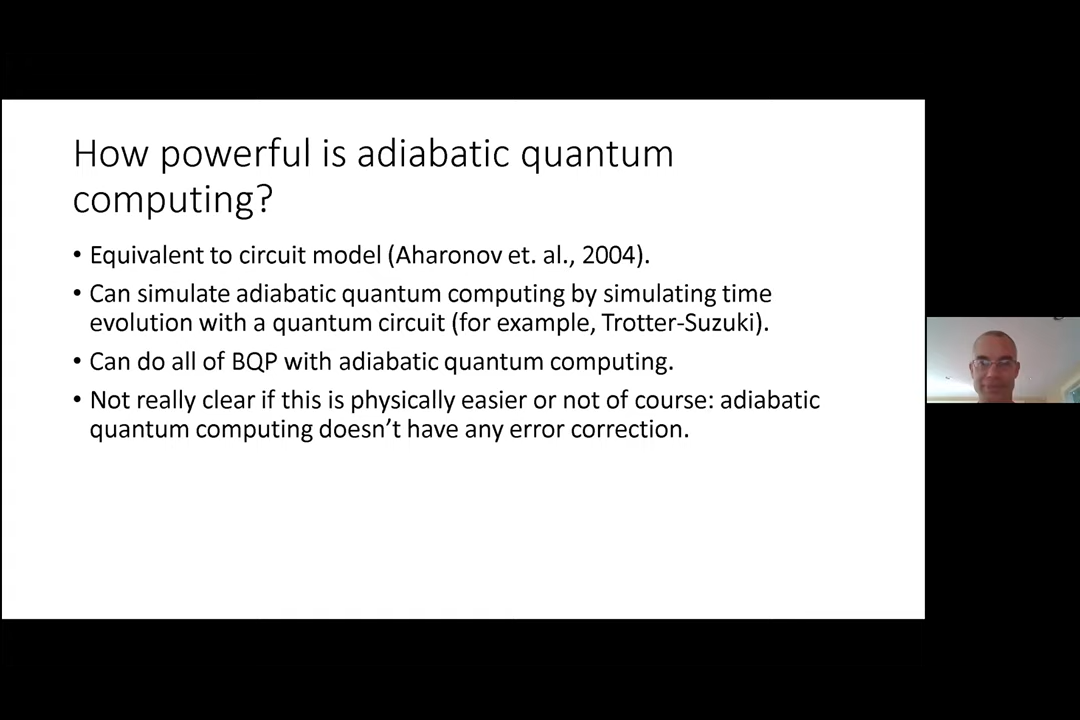 How powerful is adiabatic quantum
computing?
• Equivalent to circuit model (Aharonov et. al., 2004).
• Can simulate adiabatic quantum computing by simulating time
evolution with a quantum circuit (for example, Trotter-Suzuki).
• Can do all of BQP with adiabatic quantum computing.
• Not really clear if this is physically easier or not of course: adiabatic
quantum computing doesn't have any error correction.